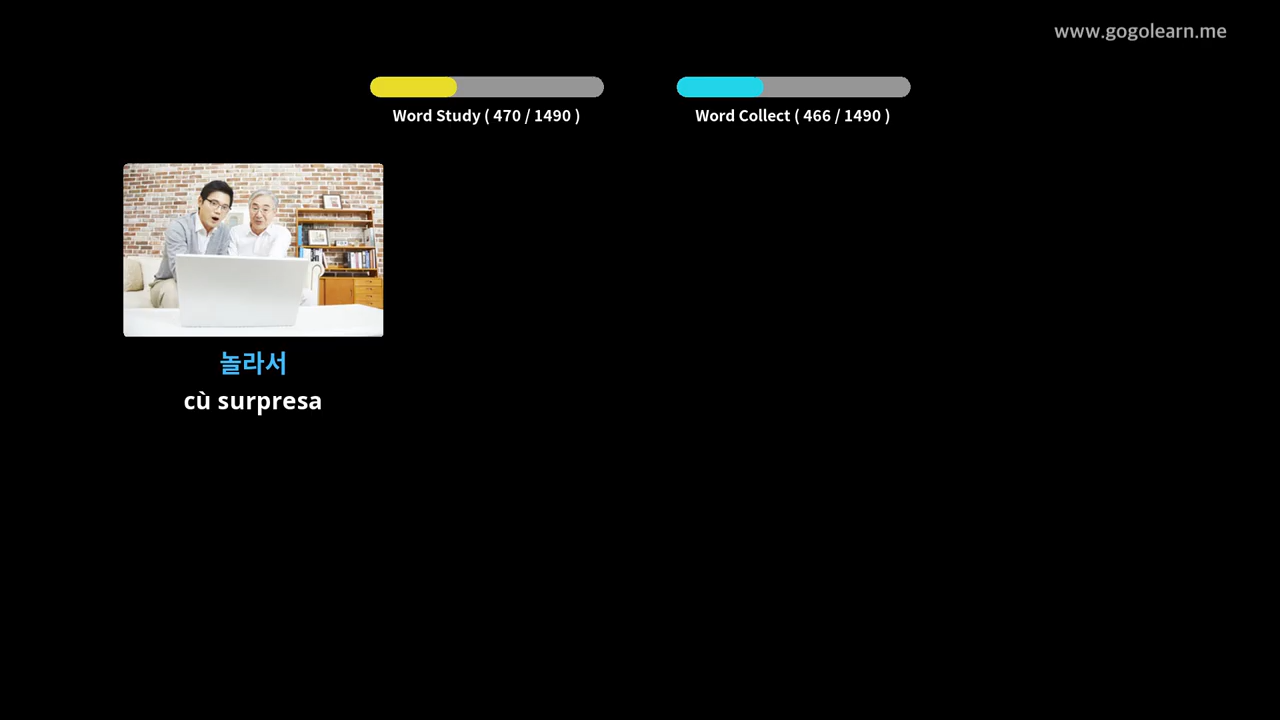 www.gogolearn.me
Word Study ( 470 / 1490 )
Word Collect ( 466 / 1490 )
놀라서
cù surpresa